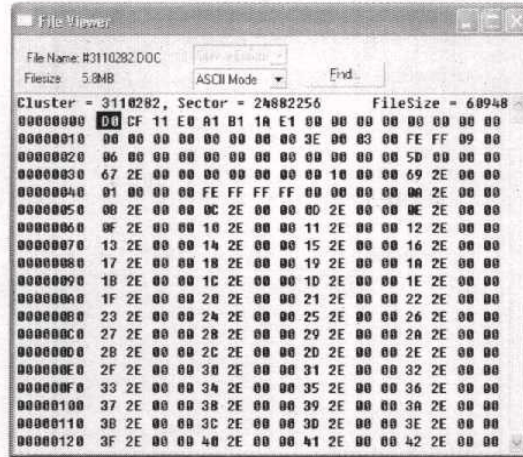 File Viewer
File Name: #3110282.DOC
Filesize: 5.8MB
ASCII Mode
Find...
Cluster = 3110282, Sector = 24882256 FileSize = 60948
00000000 D0 CF 11 E0 A1 B1 1A E1 00 00 00 00 00 00 00 00
00000010 00 00 00 00 00 00 00 00 3E 00 03 00 FE FF 09 00
00000020 06 00 00 00 00 00 00 00 00 00 00 00 5D 00 00 00
00000030 67 2E 00 00 00 00 00 00 00 10 00 00 69 2E 00 00
00000040 01 00 00 00 FE FF FF FF 00 00 00 00 0A 2E 00 00
00000050 0B 2E 00 00 0C 2E 00 00 0D 2E 00 00 0E 2E 00 00
00000060 0F 2E 00 00 10 2E 00 00 11 2E 00 00 12 2E 00 00
00000070 13 2E 00 00 14 2E 00 00 15 2E 00 00 16 2E 00 00
00000080 17 2E 00 00 18 2E 00 00 19 2E 00 00 1A 2E 00 00
00000090 1B 2E 00 00 1C 2E 00 00 1D 2E 00 00 1E 2E 00 00
000000A0 1F 2E 00 00 20 2E 00 00 21 2E 00 00 22 2E 00 00
000000B0 23 2E 00 00 24 2E 00 00 25 2E 00 00 26 2E 00 00
000000C0 27 2E 00 00 28 2E 00 00 29 2E 00 00 2A 2E 00 00
000000D0 2B 2E 00 00 2C 2E 00 00 2D 2E 00 00 2E 2E 00 00
000000E0 2F 2E 00 00 30 2E 00 00 31 2E 00 00 32 2E 00 00
000000F0 33 2E 00 00 34 2E 00 00 35 2E 00 00 36 2E 00 00
00000100 37 2E 00 00 38 2E 00 00 39 2E 00 00 3A 2E 00 00
00000110 3B 2E 00 00 3C 2E 00 00 3D 2E 00 00 3E 2E 00 00
00000120 3F 2E 00 00 40 2E 00 00 41 2E 00 00 42 2E 00 00